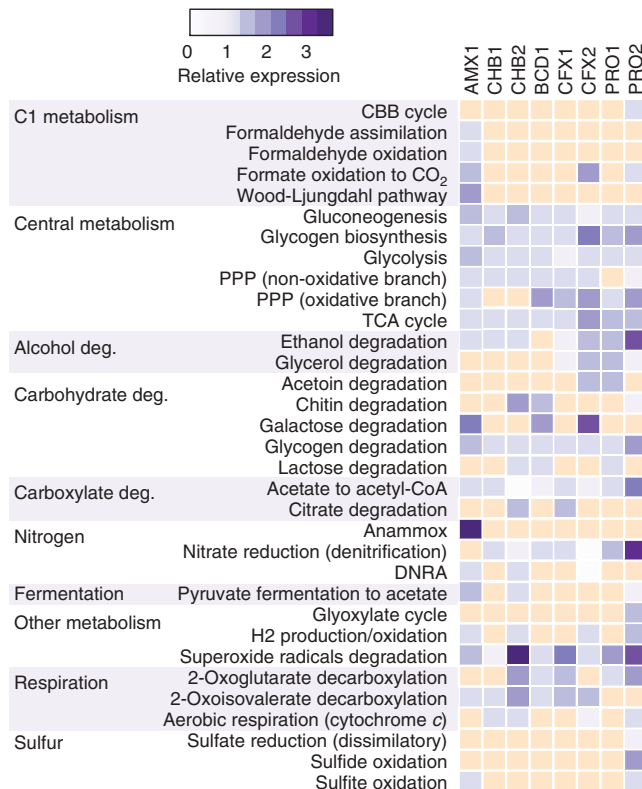 0 1 2 3
Relative expression
AMX1 CHB1 CHB2 BCD1 CFX1 CFX2 PRO1 PRO2
C1 metabolism CBB cycle
Formaldehyde assimilation
Formaldehyde oxidation
Formate oxidation to CO₂
Wood-Ljungdahl pathway
Central metabolism Gluconeogenesis
Glycogen biosynthesis
Glycolysis
PPP (non-oxidative branch)
PPP (oxidative branch)
TCA cycle
Alcohol deg. Ethanol degradation
Glycerol degradation
Carbohydrate deg. Acetoin degradation
Chitin degradation
Galactose degradation
Glycogen degradation
Lactose degradation
Carboxylate deg. Acetate to acetyl-CoA
Citrate degradation
Nitrogen Anammox
Nitrate reduction (denitrification)
DNRA
Fermentation Pyruvate fermentation to acetate
Other metabolism Glyoxylate cycle
H2 production/oxidation
Superoxide radicals degradation
Respiration 2-Oxoglutarate decarboxylation
2-Oxoisovalerate decarboxylation
Aerobic respiration (cytochrome c)
Sulfur Sulfate reduction (dissimilatory)
Sulfide oxidation
Sulfite oxidation